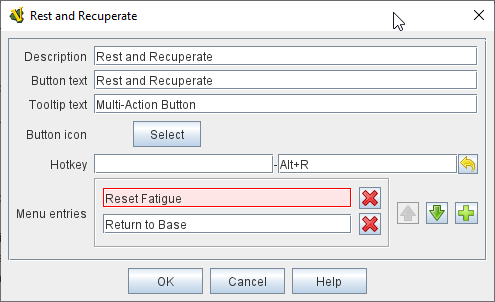 Rest and Recuperate
Description Rest and Recuperate
Button text Rest and Recuperate
Tooltip text Multi-Action Button
Button icon Select
Hotkey - Alt+R
Menu entries
Reset Fatigue
Return to Base
OK Cancel Help